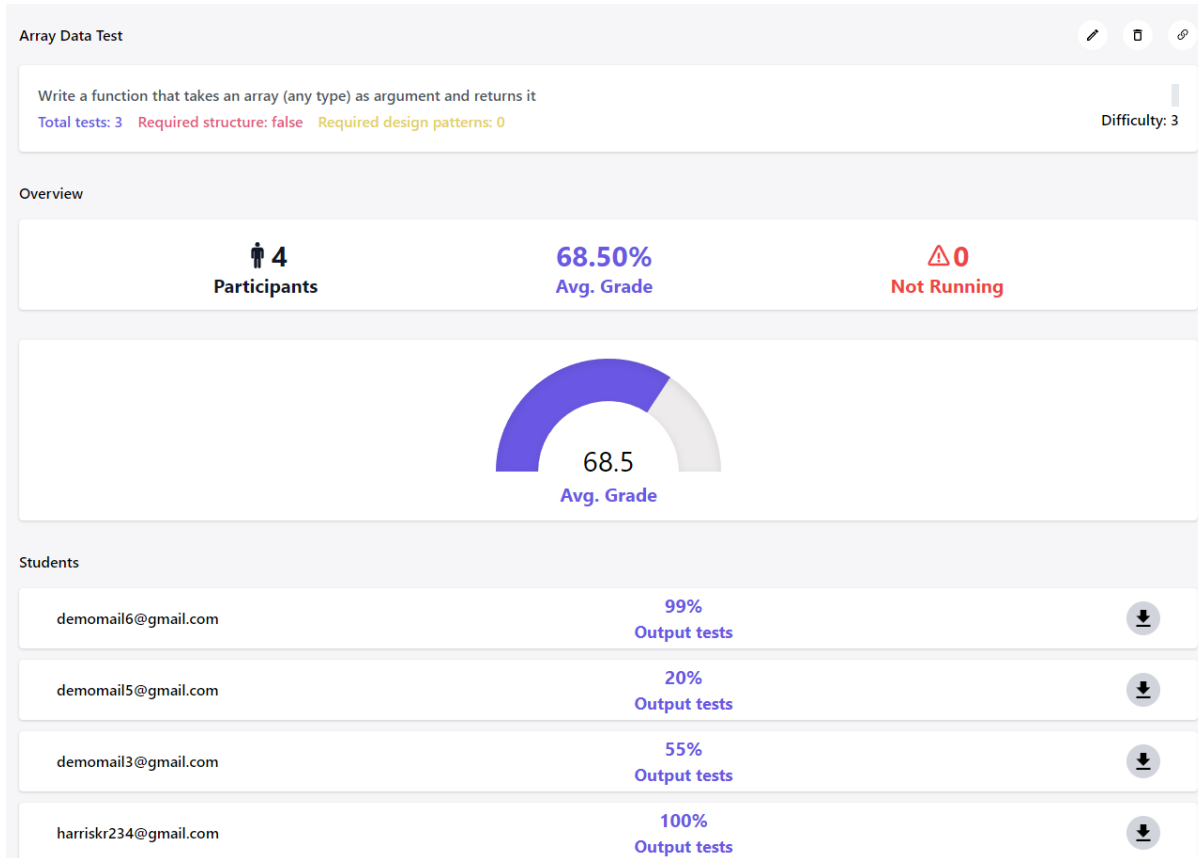 Array Data Test
Write a function that takes an array (any type) as argument and returns it
Total tests: 3 Required structure: false Required design patterns: 0
Difficulty: 3
Overview
4
Participants
68.50%
Avg. Grade
0
Not Running
68.5
Avg. Grade
Students
demomail6@gmail.com
99%
Output tests
demomail5@gmail.com
20%
Output tests
demomail3@gmail.com
55%
Output tests
harriskr234@gmail.com
100%
Output tests